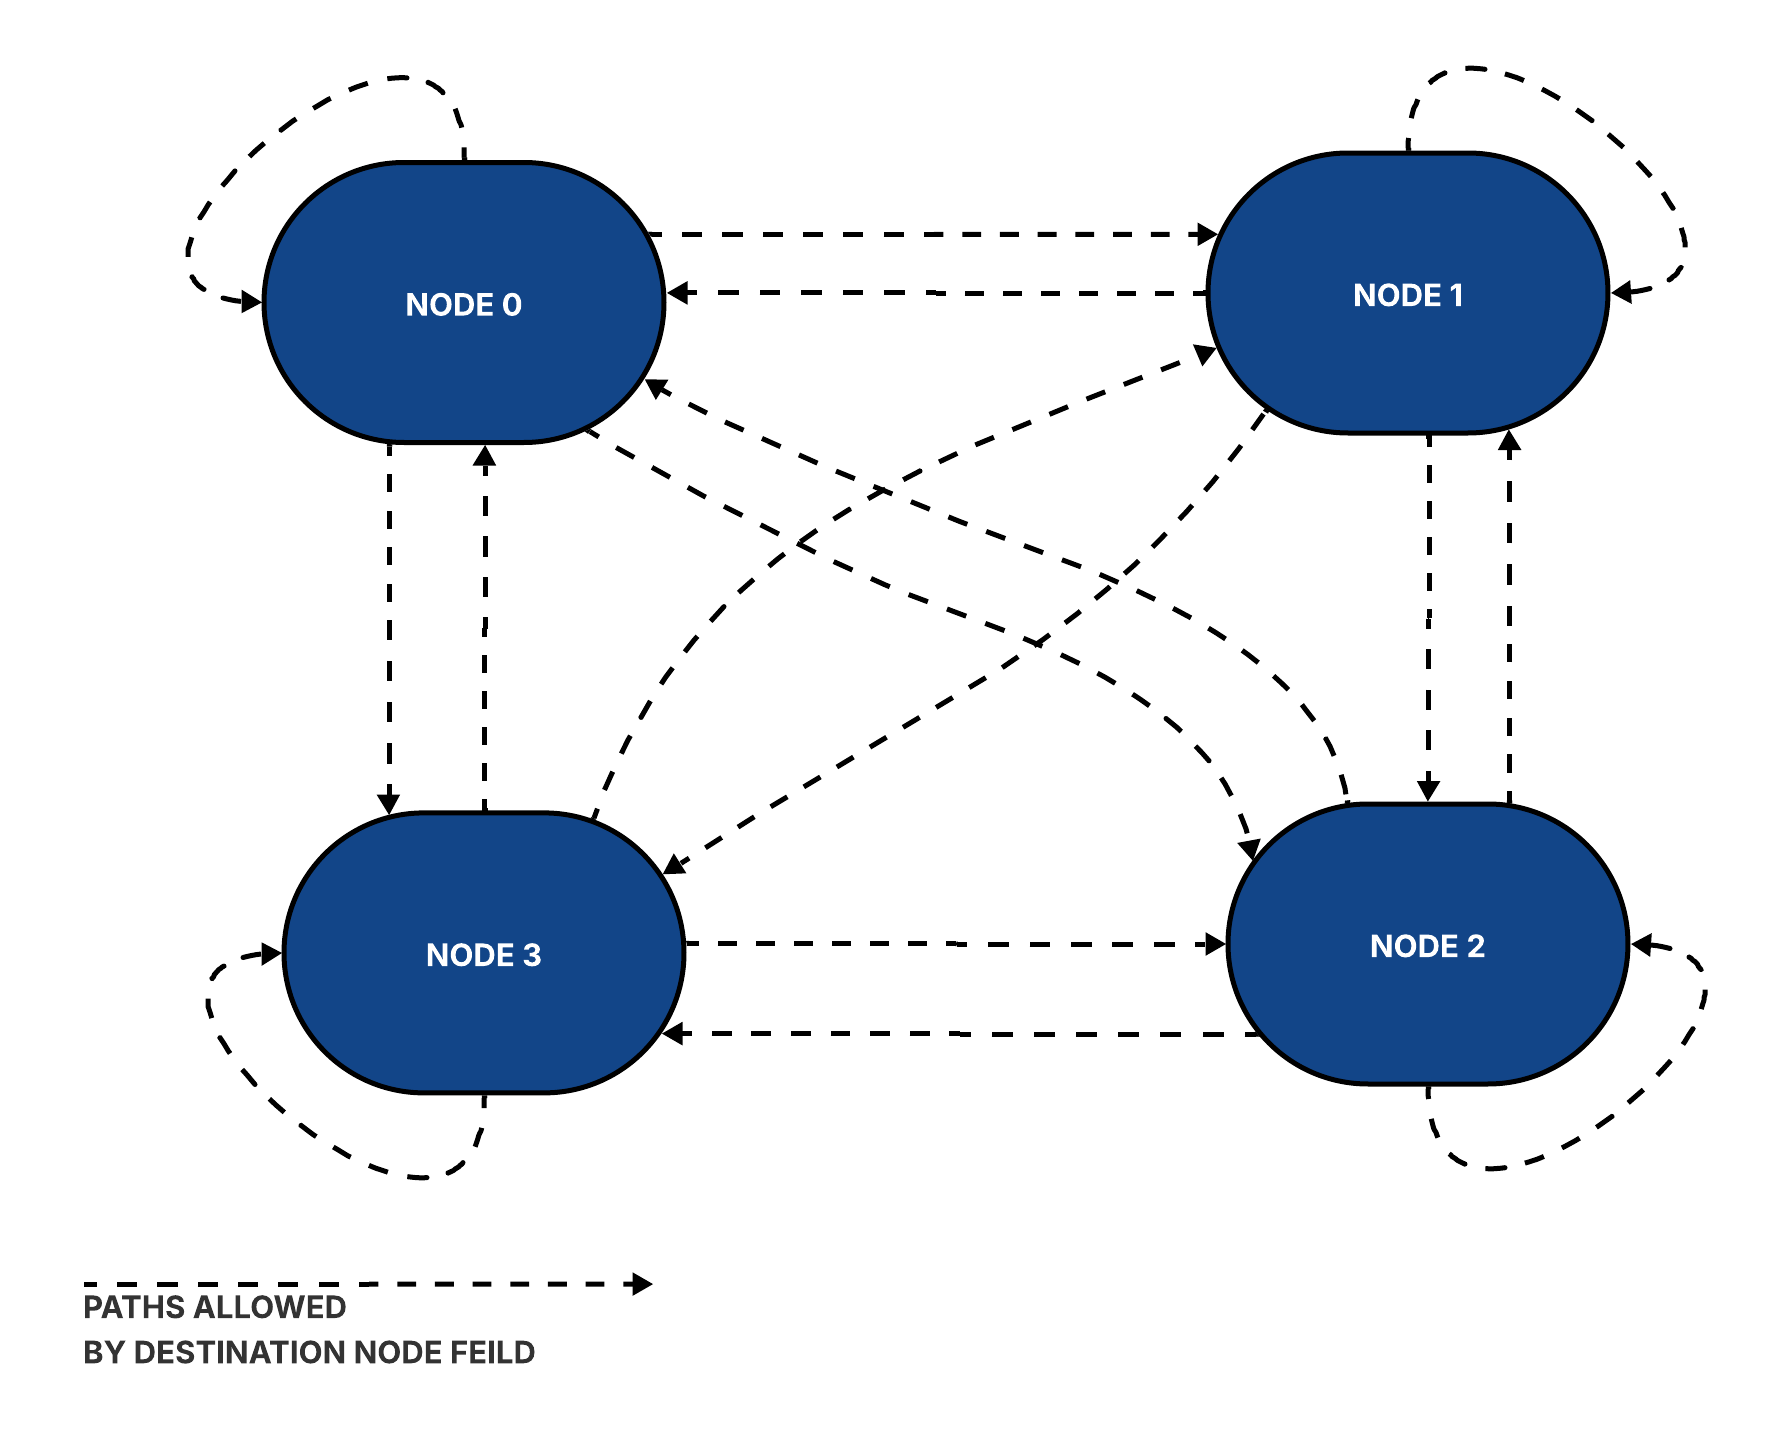 NODE 0
NODE 1
NODE 3
NODE 2
PATHS ALLOWED
BY DESTINATION NODE FEILD